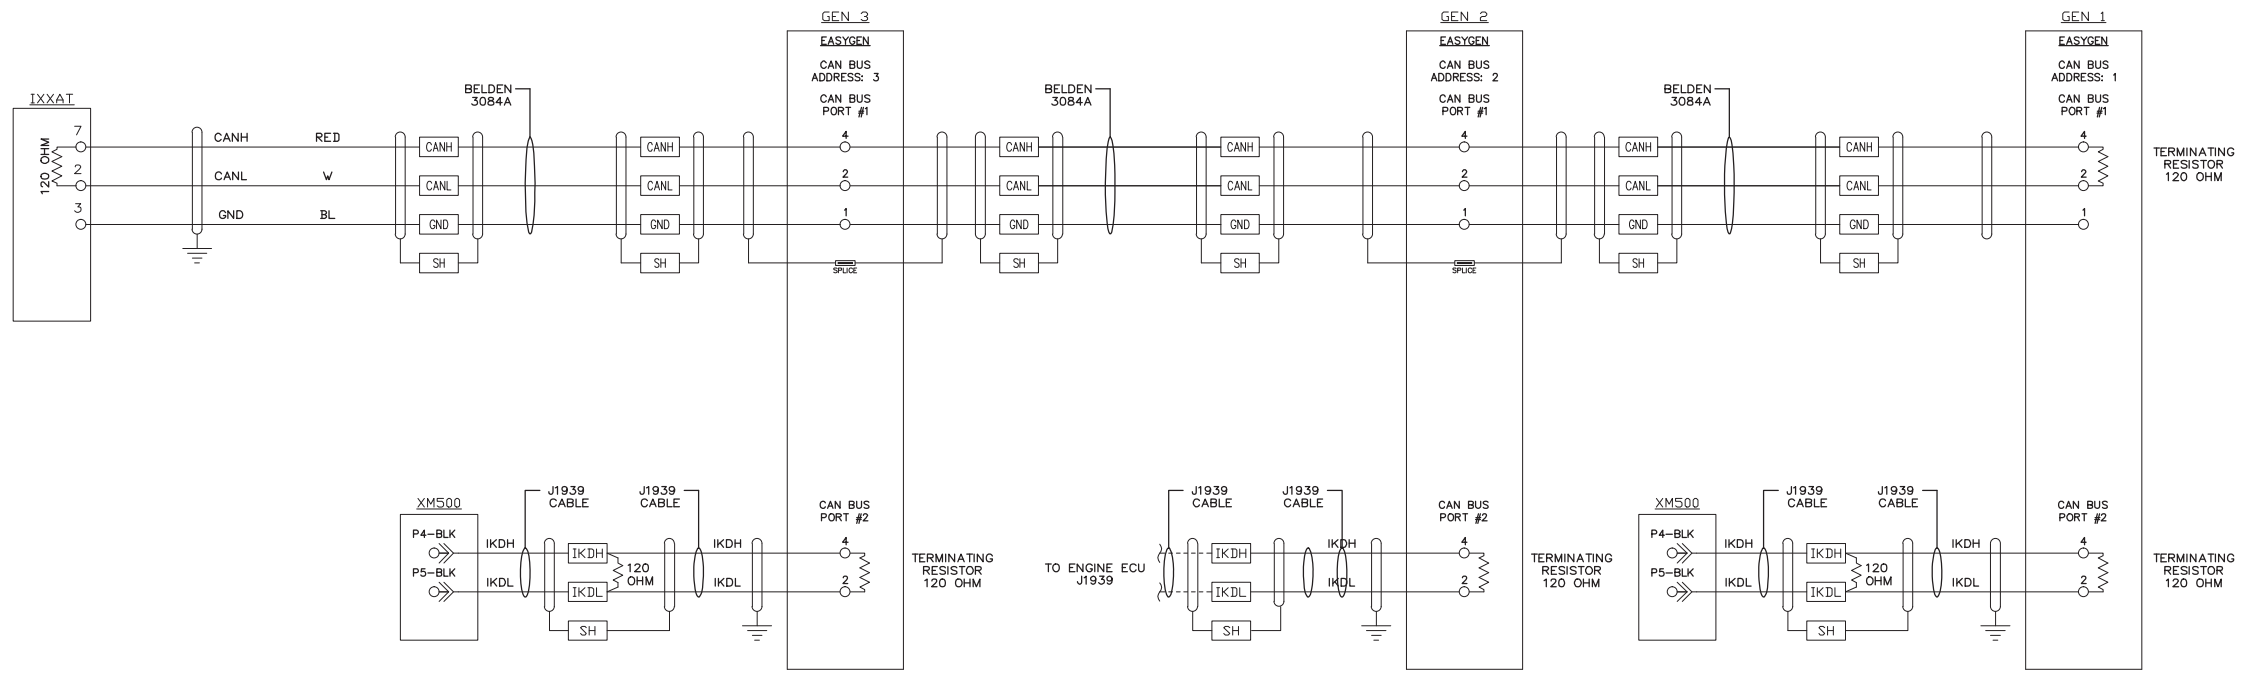 GEN 3
GEN 2
GEN 1
EASYGEN
EASYGEN
EASYGEN
CAN BUS
ADDRESS: 3
CAN BUS
ADDRESS: 2
CAN BUS
ADDRESS: 1
CAN BUS
PORT #1
CAN BUS
PORT #1
CAN BUS
PORT #1
IXXAT
BELDEN
3084A
BELDEN
3084A
BELDEN
3084A
120 OHM
7
CANH
RED
CANH
CANH
4
CANH
CANH
4
CANH
CANH
4
2
CANL
W
CANL
CANL
2
CANL
CANL
2
CANL
CANL
2
3
GND
BL
GND
GND
1
GND
GND
1
GND
GND
1
TERMINATING
RESISTOR
120 OHM
SH
SH
SPLICE
SH
SH
SPLICE
SH
SH
XM500
J1939
CABLE
J1939
CABLE
CAN BUS
PORT #2
P4-BLK
IKDH
IKDH
IKDH
4
P5-BLK
IKDL
IKDL
120
OHM
IKDL
2
SH
TERMINATING
RESISTOR
120 OHM
J1939
CABLE
J1939
CABLE
CAN BUS
PORT #2
TO ENGINE ECU
J1939
IKDH
IKDH
4
IKDL
IKDL
2
SH
TERMINATING
RESISTOR
120 OHM
XM500
J1939
CABLE
J1939
CABLE
CAN BUS
PORT #2
P4-BLK
IKDH
IKDH
IKDH
4
P5-BLK
IKDL
IKDL
120
OHM
IKDL
2
SH
TERMINATING
RESISTOR
120 OHM